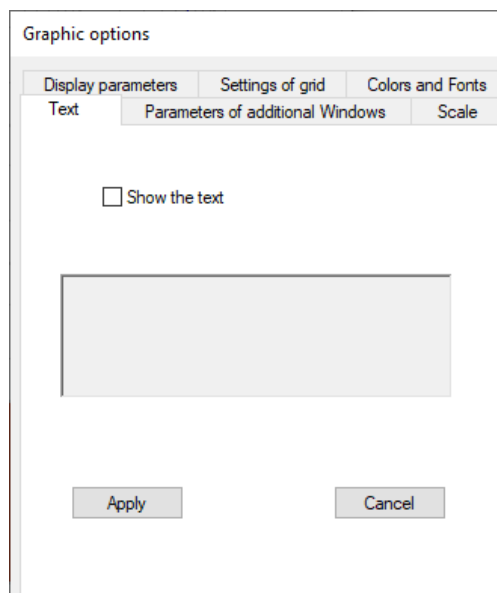 Graphic options
Display parameters Settings of grid Colors and Fonts
Text Parameters of additional Windows Scale
Show the text
Apply Cancel